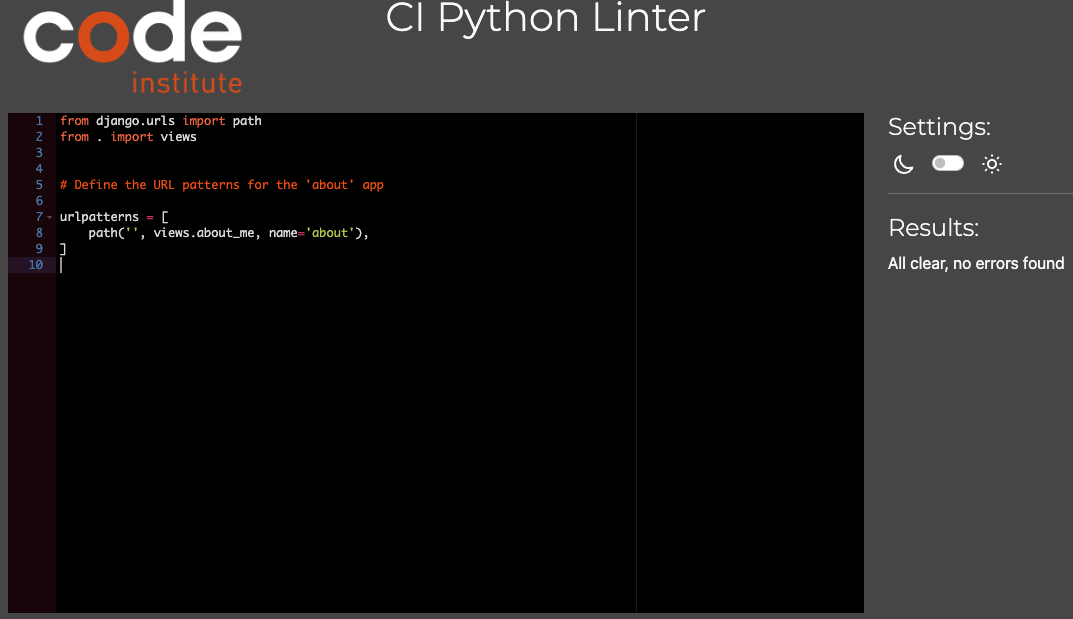 code
institute
CI Python Linter
1 from django.urls import path
2 from . import views
3
4
5 # Define the URL patterns for the 'about' app
6
7 urlpatterns = [
8     path('', views.about_me, name='about'),
9 ]
10
Settings:
Results:
All clear, no errors found